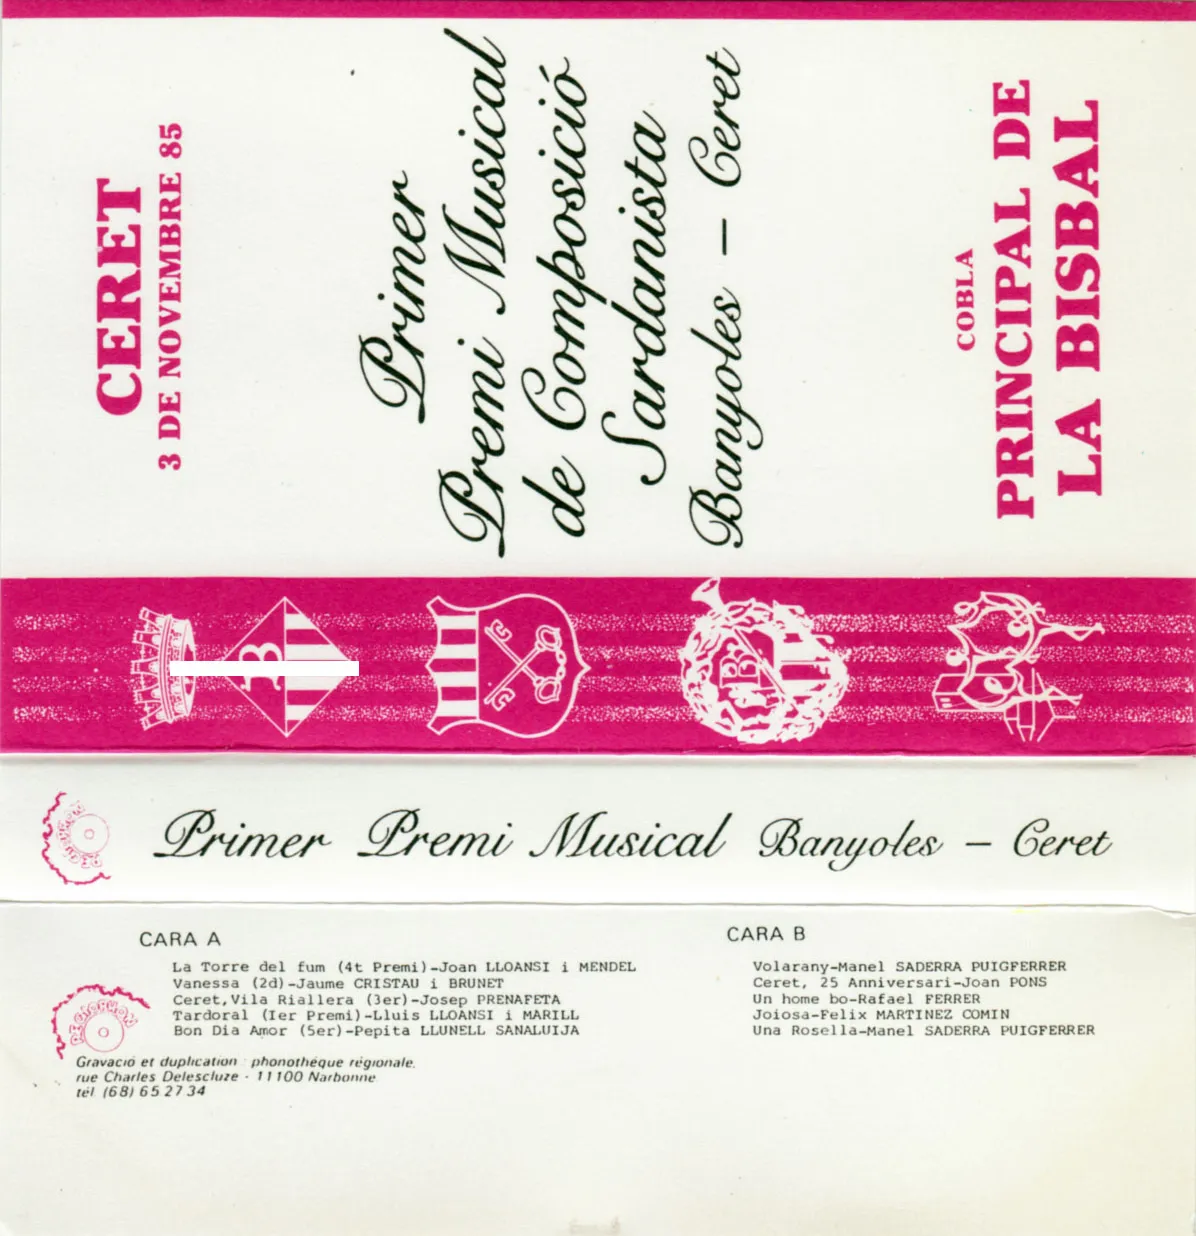 CERET
3 DE NOVEMBRE 85
Primer
Premi Musical
de Composició
Sardanista
Banyoles – Ceret
COBLA
PRINCIPAL DE
LA BISBAL
B
B
Primer Premi Musical Banyoles – Ceret
CARA A
La Torre del fum (4t Premi)-Joan LLOANSI i MENDEL
Vanessa (2d)-Jaume CRISTAU i BRUNET
Ceret,Vila Riallera (3er)-Josep PRENAFETA
Tardoral (Ier Premi)-Lluis LLOANSI i MARILL
Bon Dia Amor (5er)-Pepita LLUNELL SANALUIJA
Gravació et duplication : phonothéque régionale.
rue Charles Delescluze - 11100 Narbonne
tél (68) 65 27 34
CARA B
Volarany-Manel SADERRA PUIGFERRER
Ceret, 25 Anniversari-Joan PONS
Un home bo-Rafael FERRER
Joiosa-Felix MARTINEZ COMIN
Una Rosella-Manel SADERRA PUIGFERRER